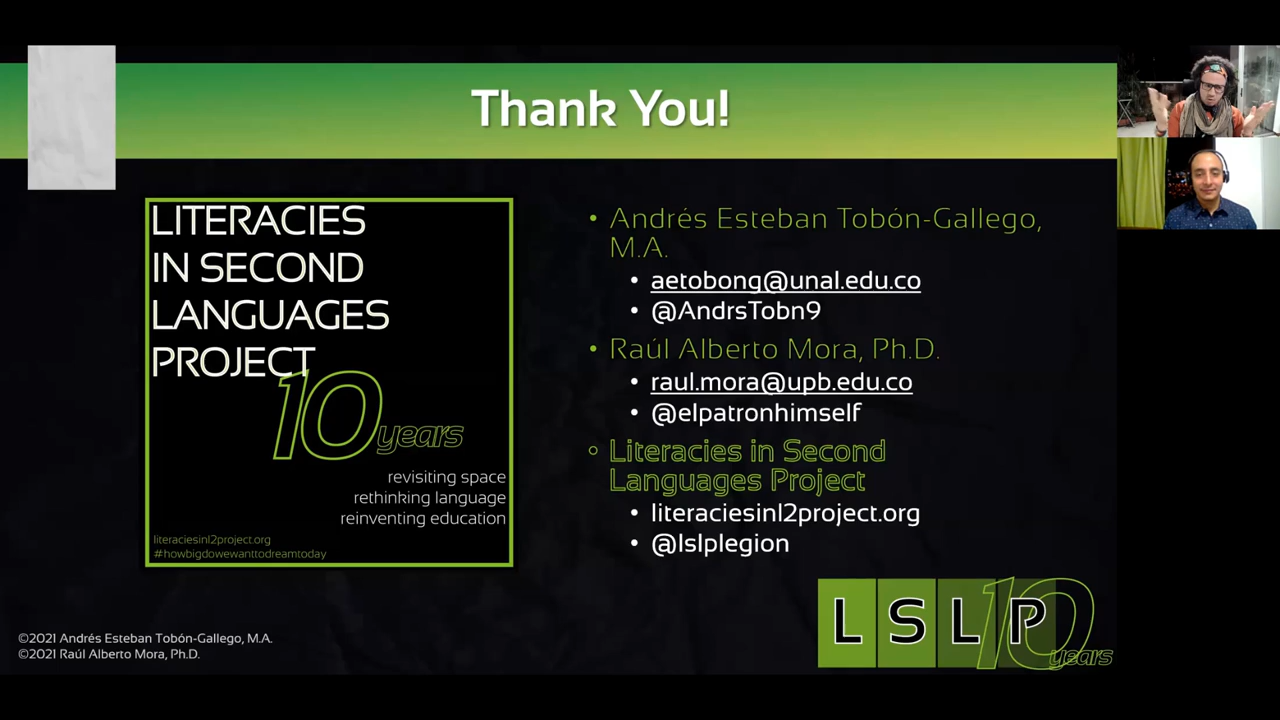 Thank You!
LITERACIES
IN SECOND
LANGUAGES
PROJECT
10 years
revisiting space
rethinking language
reinventing education
literaciesinl2project.org
#howbigdowewanttodreamtoday
• Andrés Esteban Tobón-Gallego,
M.A.
• aetobong@unal.edu.co
• @AndrsTobn9
• Raúl Alberto Mora, Ph.D.
• raul.mora@upb.edu.co
• @elpatronhimself
○ Literacies in Second
Languages Project
• literaciesinl2project.org
• @lslplegion
LSLP 10 years
©2021 Andrés Esteban Tobón-Gallego, M.A.
©2021 Raúl Alberto Mora, Ph.D.